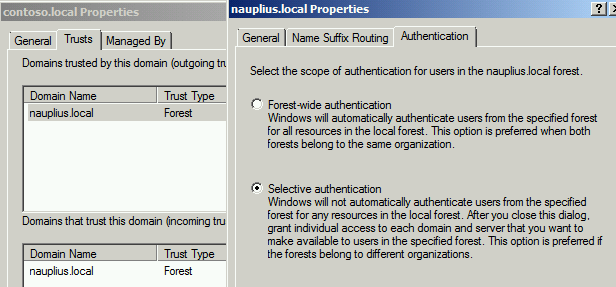 contoso.local Properties
General Trusts Managed By
Domains trusted by this domain (outgoing
Domain Name Trust Type
nauplius.local Forest
Domains that trust this domain (incoming
Domain Name Trust Type
nauplius.local Forest
nauplius.local Properties
General Name Suffix Routing Authentication
Select the scope of authentication for users in the nauplius.local forest.
Forest-wide authentication
Windows will automatically authenticate users from the specified forest
for all resources in the local forest. This option is preferred when both
forests belong to the same organization.
Selective authentication
Windows will not automatically authenticate users from the specified
forest for any resources in the local forest. After you close this dialog,
grant individual access to each domain and server that you want to
make available to users in the specified forest. This option is preferred if
the forests belong to different organizations.